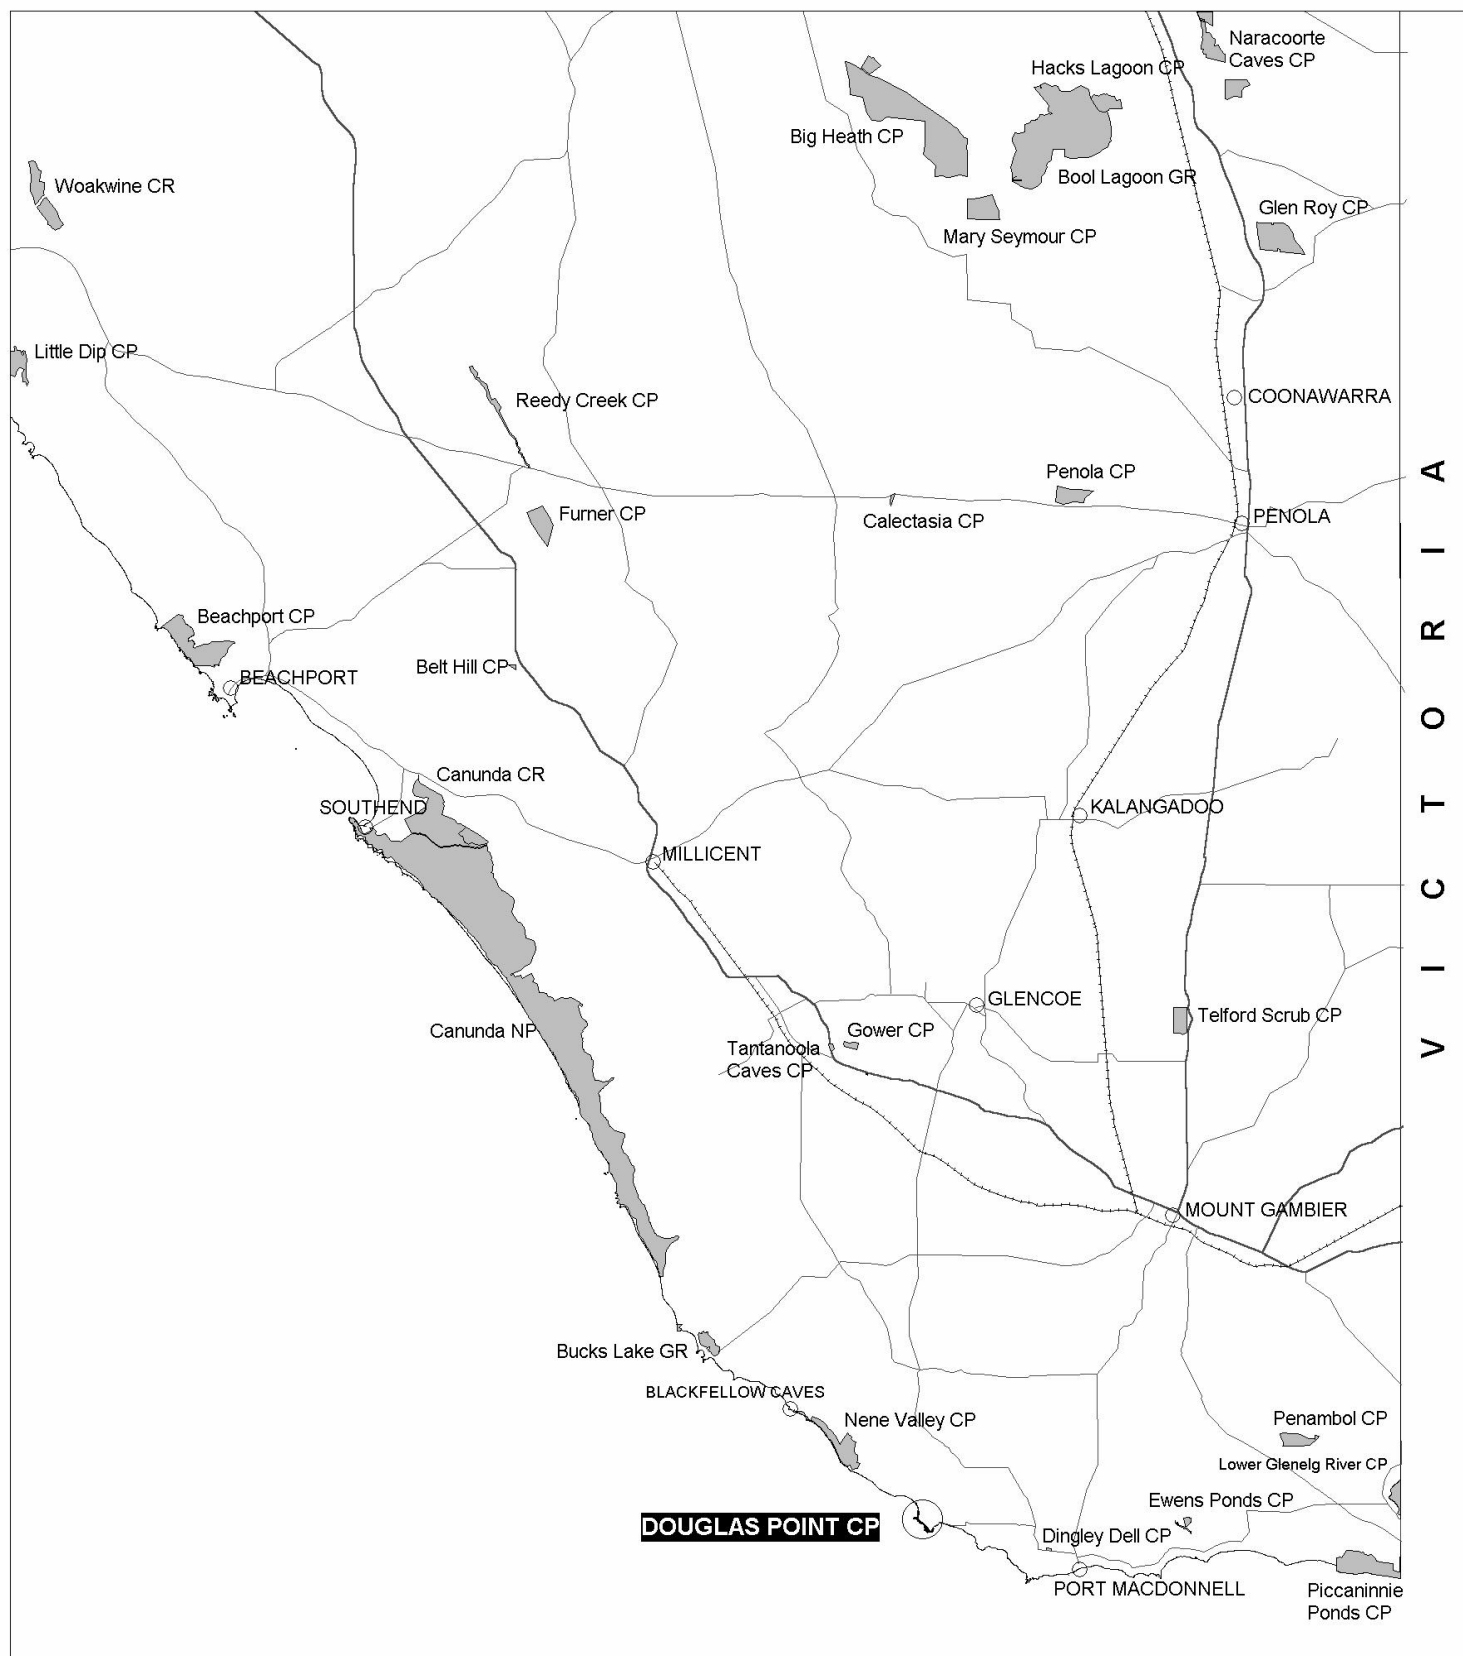 Naracoorte
Caves CP
Hacks Lagoon CP
Big Heath CP
Bool Lagoon GR
Woakwine CR
Glen Roy CP
Mary Seymour CP
Little Dip CP
Reedy Creek CP
COONAWARRA
Penola CP
Furner CP
Calectasia CP
PENOLA
VICTORIA
Beachport CP
Belt Hill CP
BEACHPORT
Canunda CR
SOUTHEND
KALANGADOO
MILLICENT
GLENCOE
Telford Scrub CP
Canunda NP
Gower CP
Tantanoola
Caves CP
MOUNT GAMBIER
Bucks Lake GR
BLACKFELLOW CAVES
Nene Valley CP
Penambol CP
Lower Glenelg River CP
Ewens Ponds CP
DOUGLAS POINT CP
Dingley Dell CP
PORT MACDONNELL
Piccaninnie
Ponds CP